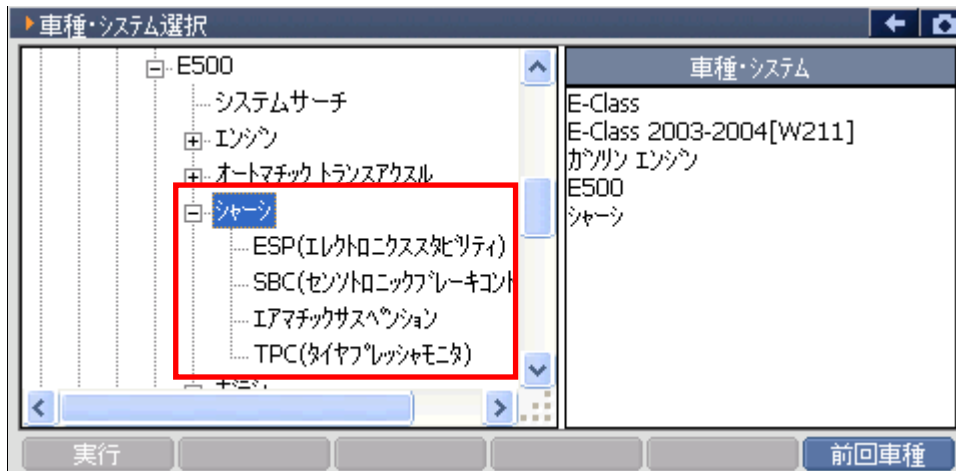 車種・システム選択
E500
システムサーチ
エンジン
オートマチック トランスアクスル
シャーシ
ESP(エレクトロニクススタビリティ)
SBC(センソトロニックブレーキコント
エアマチックサスペンション
TPC(タイヤプレッシャモニタ)
車種・システム
E-Class
E-Class 2003-2004[W211]
ガソリン エンジン
E500
シャーシ
実行
前回車種